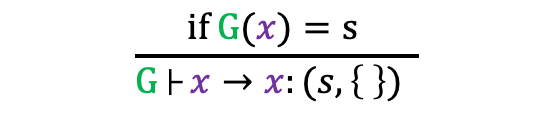 if G(x) = s
G ⊢ x → x: (s, { })